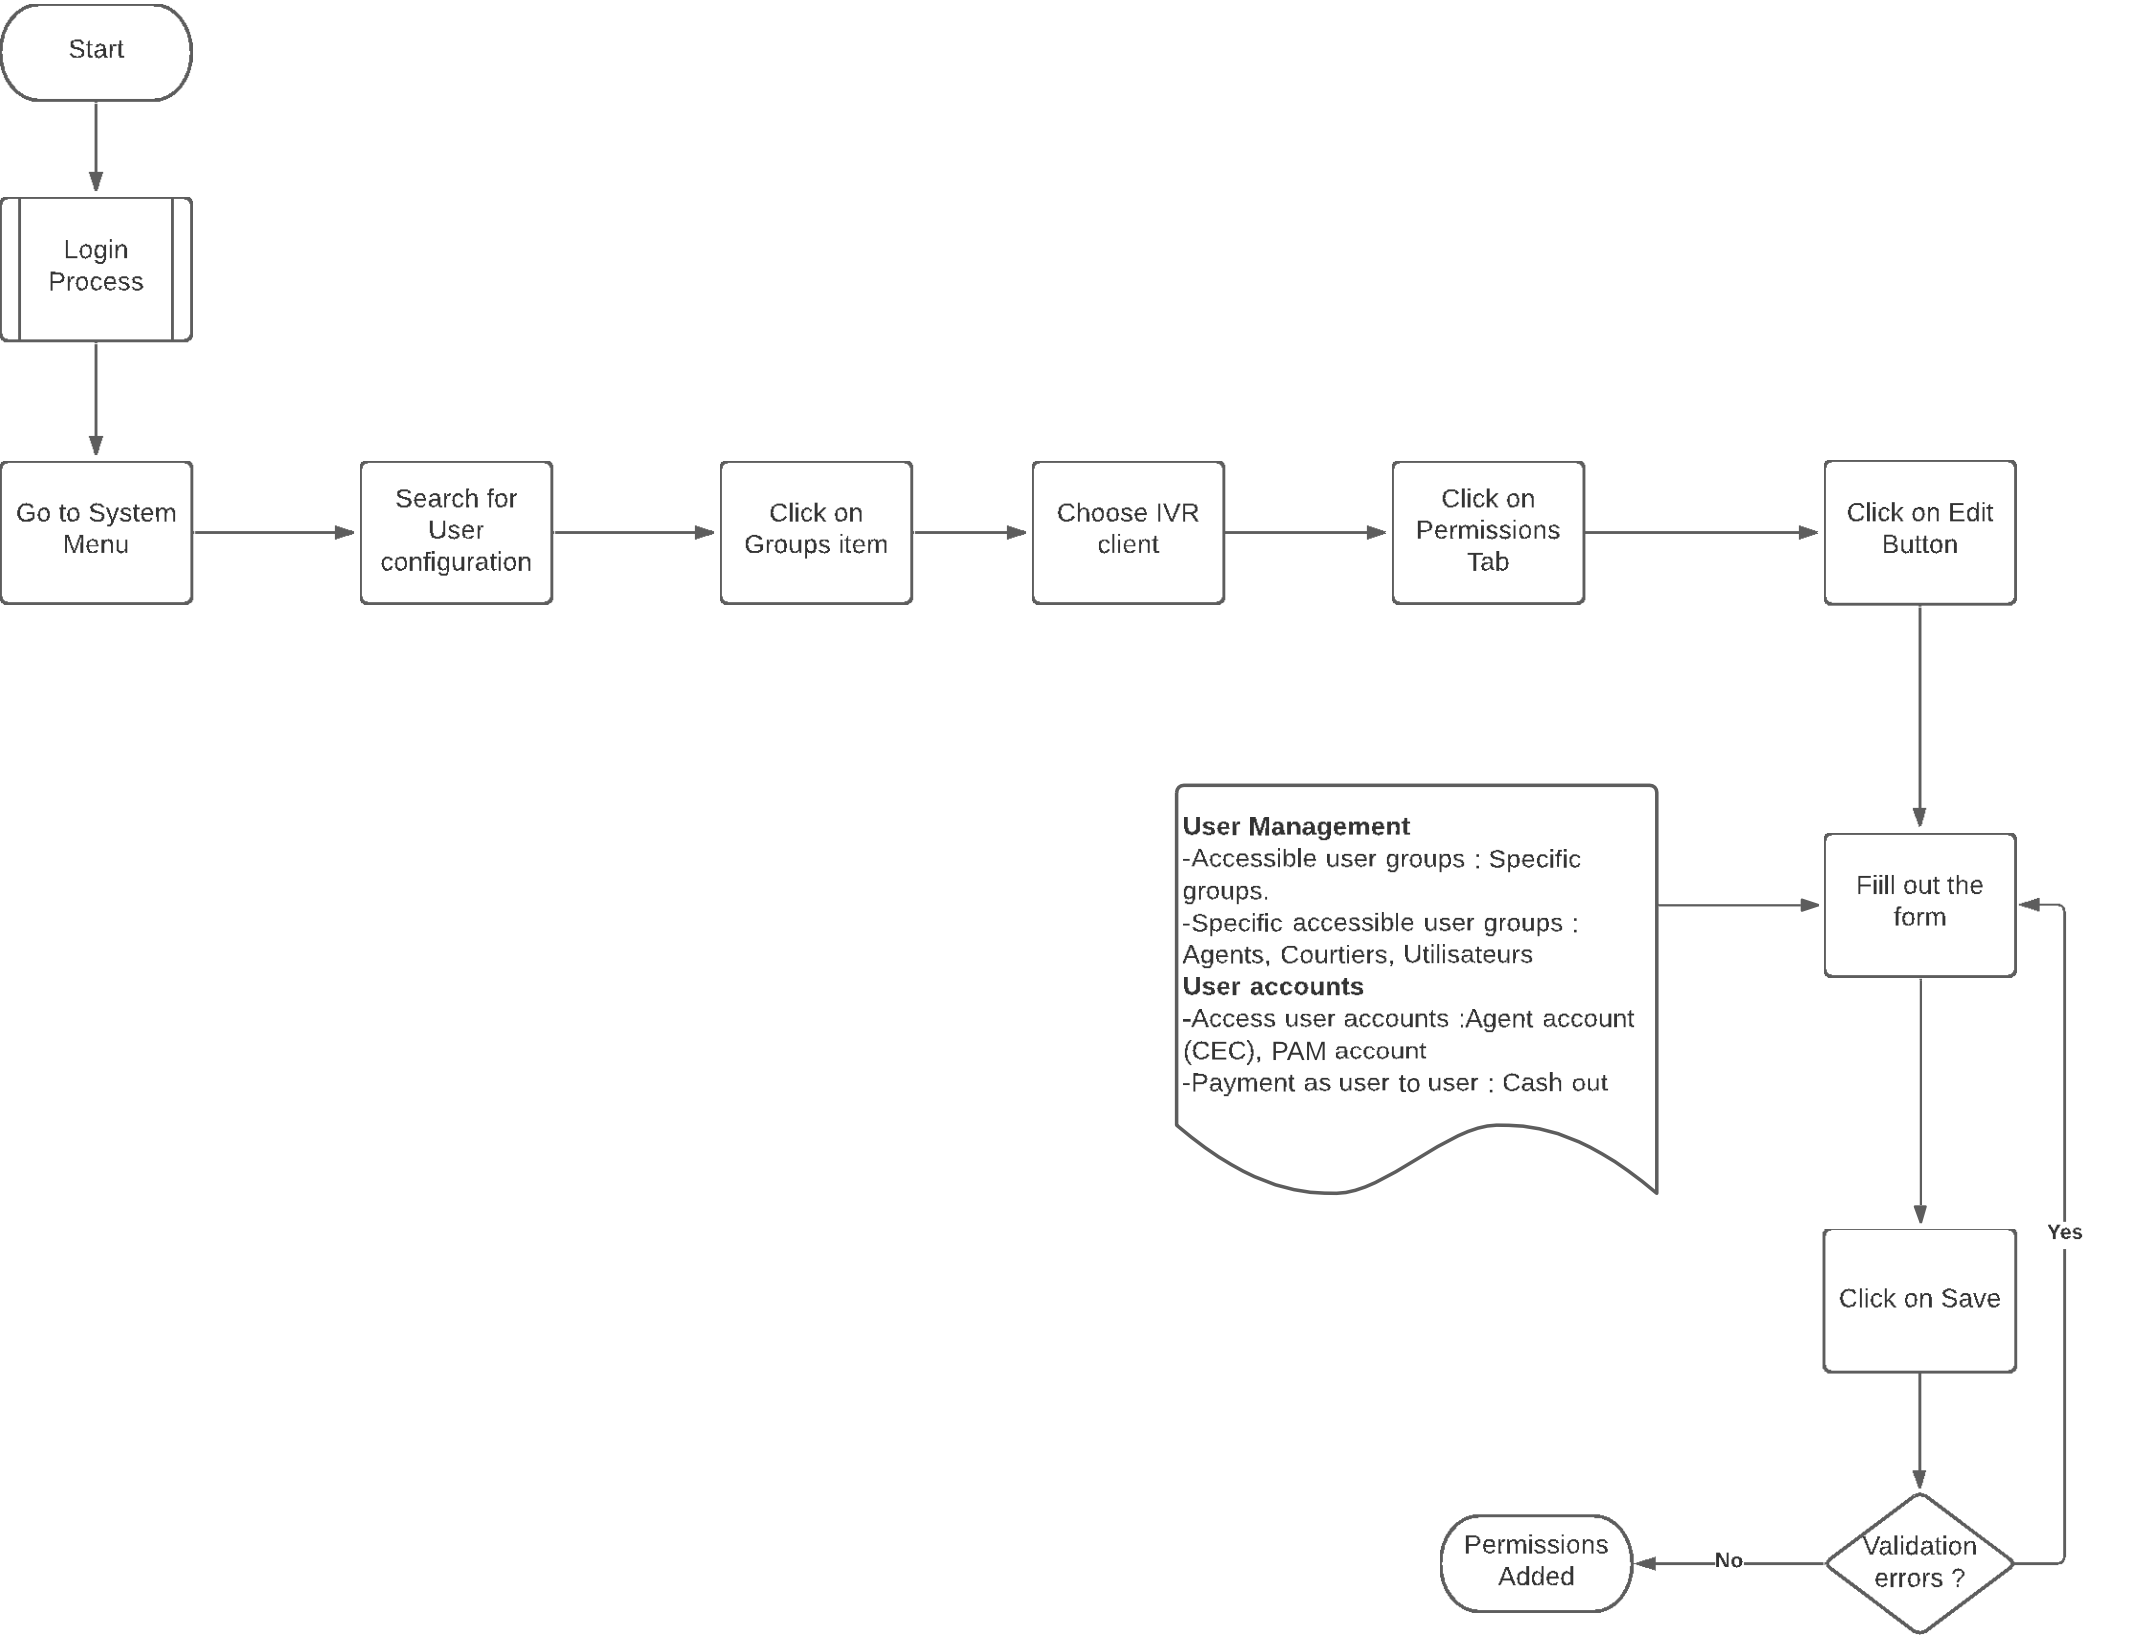 Start
Login
Process
Go to System
Menu
Search for
User
configuration
Click on
Groups item
Choose IVR
client
Click on
Permissions
Tab
Click on Edit
Button
User Management
-Accessible user groups : Specific
groups.
-Specific accessible user groups :
Agents, Courtiers, Utilisateurs
User accounts
-Access user accounts :Agent account
(CEC), PAM account
-Payment as user to user : Cash out
Fiill out the
form
Yes
Click on Save
Validation
errors ?
No
Permissions
Added